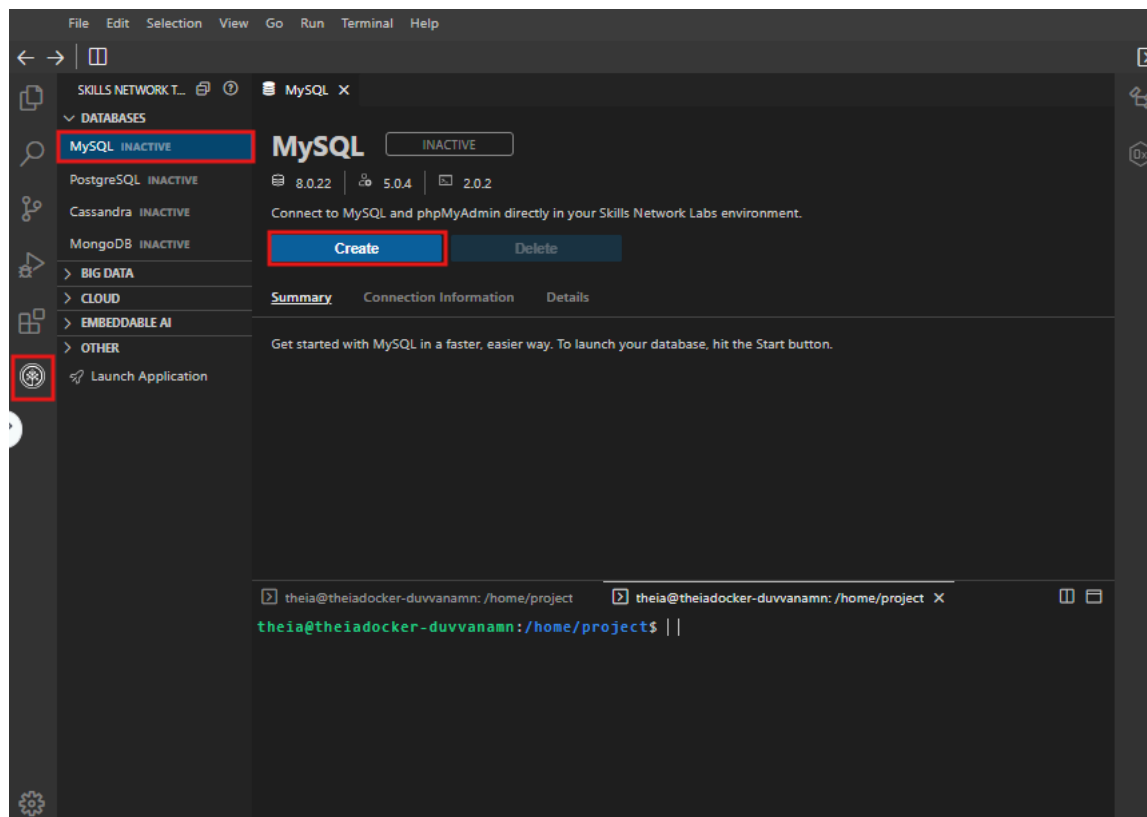 File Edit Selection View Go Run Terminal Help
SKILLS NETWORK T...
DATABASES
MySQL INACTIVE
PostgreSQL INACTIVE
Cassandra INACTIVE
MongoDB INACTIVE
BIG DATA
CLOUD
EMBEDDABLE AI
OTHER
Launch Application
MySQL
MySQL INACTIVE
8.0.22 5.0.4 2.0.2
Connect to MySQL and phpMyAdmin directly in your Skills Network Labs environment.
Create Delete
Summary Connection Information Details
Get started with MySQL in a faster, easier way. To launch your database, hit the Start button.
theia@theiadocker-duvvanamn: /home/project theia@theiadocker-duvvanamn: /home/project
theia@theiadocker-duvvanamn:/home/project$